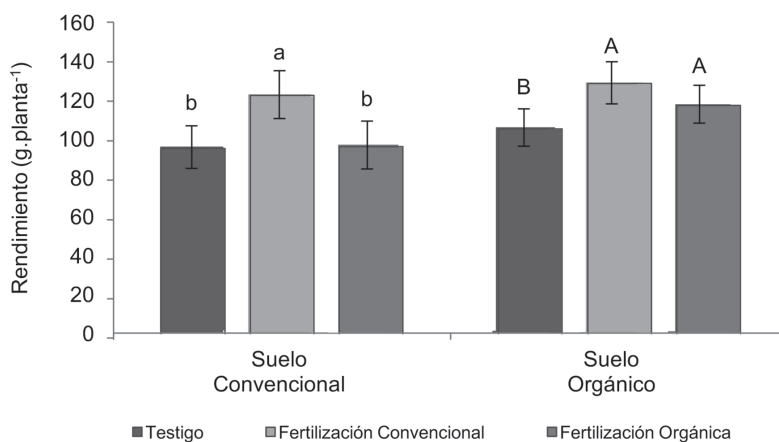 Rendimiento (g.planta⁻¹)
160
140
120
100
80
60
40
20
0
b
a
b
B
A
A
Suelo
Convencional
Suelo
Orgánico
Testigo
Fertilización Convencional
Fertilización Orgánica